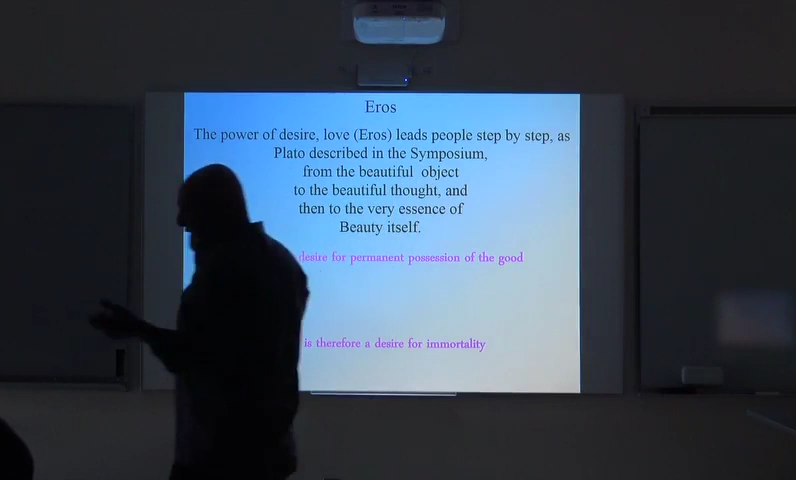 Eros
The power of desire, love (Eros) leads people step by step, as
Plato described in the Symposium,
from the beautiful object
to the beautiful thought, and
then to the very essence of
Beauty itself.
desire for permanent possession of the good
is therefore a desire for immortality